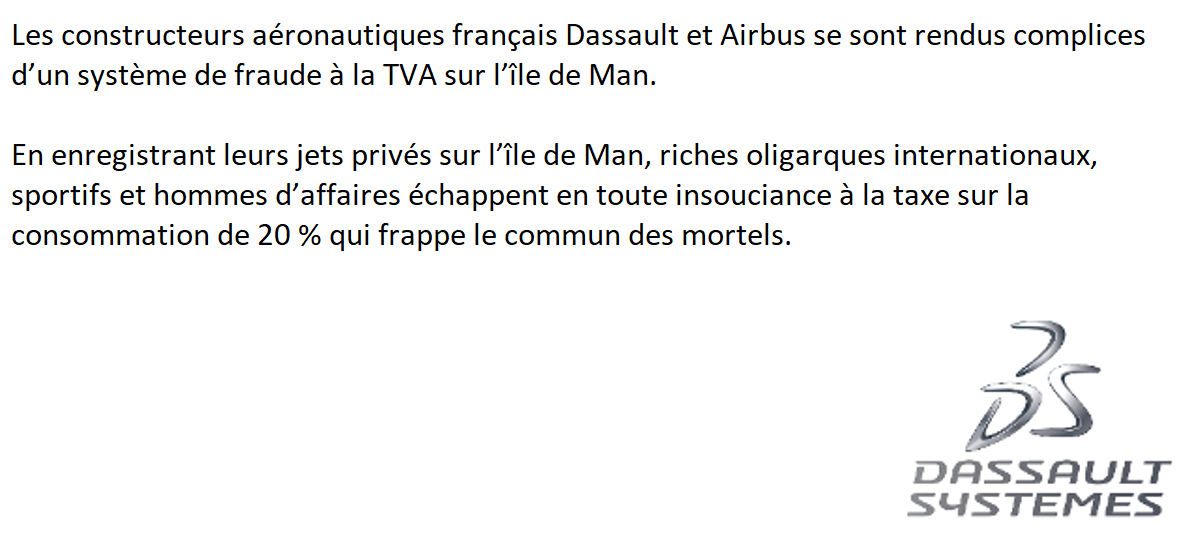 Les constructeurs aéronautiques français Dassault et Airbus se sont rendus complices
d’un système de fraude à la TVA sur l’île de Man.
En enregistrant leurs jets privés sur l’île de Man, riches oligarques internationaux,
sportifs et hommes d’affaires échappent en toute insouciance à la taxe sur la
consommation de 20 % qui frappe le commun des mortels.
3DS
DASSAULT
SYSTEMES